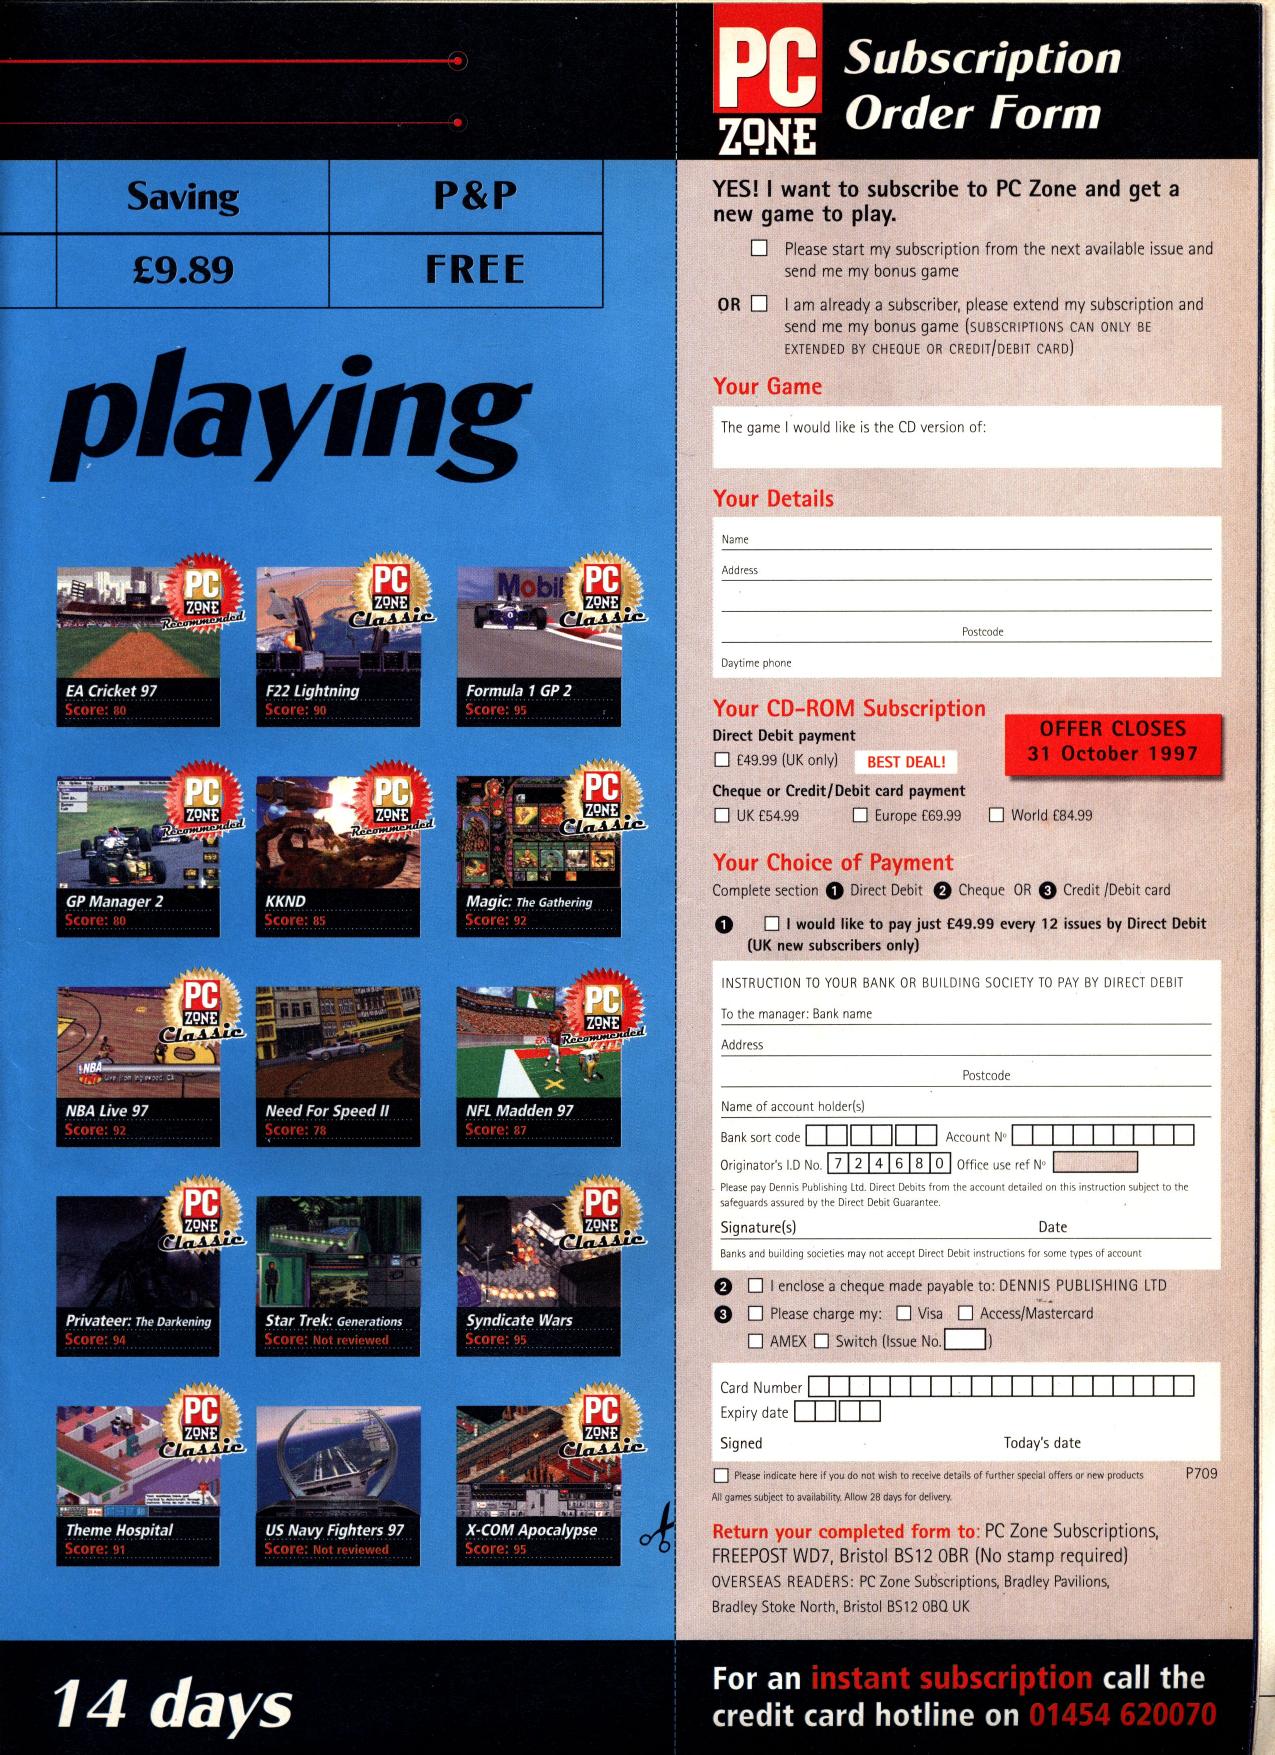 Saving
P&P
£9.89
FREE
playing
PC
ZONE
Recommended
EA Cricket 97
Score: 80
PC
ZONE
Classic
F22 Lightning
Score: 90
Mobil
PC
ZONE
Classic
Formula 1 GP 2
Score: 95
PC
ZONE
Recommended
GP Manager 2
Score: 80
PC
ZONE
Recommended
KKND
Score: 85
PC
ZONE
Classic
Magic: The Gathering
Score: 92
PC
ZONE
Classic
NBA
Live from Inglewood, CA
NBA Live 97
Score: 92
Need For Speed II
Score: 78
PC
ZONE
Recommended
NFL Madden 97
Score: 87
PC
ZONE
Classic
Privateer: The Darkening
Score: 94
Star Trek: Generations
Score: Not reviewed
PC
ZONE
Classic
Syndicate Wars
Score: 95
PC
ZONE
Classic
Theme Hospital
Score: 91
US Navy Fighters 97
Score: Not reviewed
PC
ZONE
Classic
X-COM Apocalypse
Score: 95
14 days
PC
ZONE
Subscription
Order Form
YES! I want to subscribe to PC Zone and get a
new game to play.
Please start my subscription from the next available issue and
send me my bonus game
OR I am already a subscriber, please extend my subscription and
send me my bonus game (SUBSCRIPTIONS CAN ONLY BE
EXTENDED BY CHEQUE OR CREDIT/DEBIT CARD)
Your Game
The game I would like is the CD version of:
Your Details
Name
Address
Postcode
Daytime phone
Your CD-ROM Subscription
Direct Debit payment
£49.99 (UK only) BEST DEAL!
OFFER CLOSES
31 October 1997
Cheque or Credit/Debit card payment
UK £54.99 Europe £69.99 World £84.99
Your Choice of Payment
Complete section 1 Direct Debit 2 Cheque OR 3 Credit /Debit card
1 I would like to pay just £49.99 every 12 issues by Direct Debit
(UK new subscribers only)
INSTRUCTION TO YOUR BANK OR BUILDING SOCIETY TO PAY BY DIRECT DEBIT
To the manager: Bank name
Address
Postcode
Name of account holder(s)
Bank sort code Account Nº
Originator's I.D No. 7 2 4 6 8 0 Office use ref Nº
Please pay Dennis Publishing Ltd. Direct Debits from the account detailed on this instruction subject to the
safeguards assured by the Direct Debit Guarantee.
Signature(s) Date
Banks and building societies may not accept Direct Debit instructions for some types of account
2 I enclose a cheque made payable to: DENNIS PUBLISHING LTD
3 Please charge my: Visa Access/Mastercard
AMEX Switch (Issue No. )
Card Number
Expiry date
Signed Today's date
Please indicate here if you do not wish to receive details of further special offers or new products P709
All games subject to availability. Allow 28 days for delivery.
Return your completed form to: PC Zone Subscriptions,
FREEPOST WD7, Bristol BS12 0BR (No stamp required)
OVERSEAS READERS: PC Zone Subscriptions, Bradley Pavilions,
Bradley Stoke North, Bristol BS12 0BQ UK
For an instant subscription call the
credit card hotline on 01454 620070